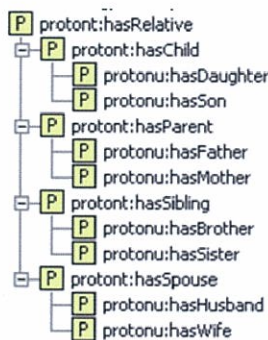 P protont:hasRelative
P protont:hasChild
P protonu:hasDaughter
P protonu:hasSon
P protont:hasParent
P protonu:hasFather
P protonu:hasMother
P protont:hasSibling
P protonu:hasBrother
P protonu:hasSister
P protont:hasSpouse
P protonu:hasHusband
P protonu:hasWife